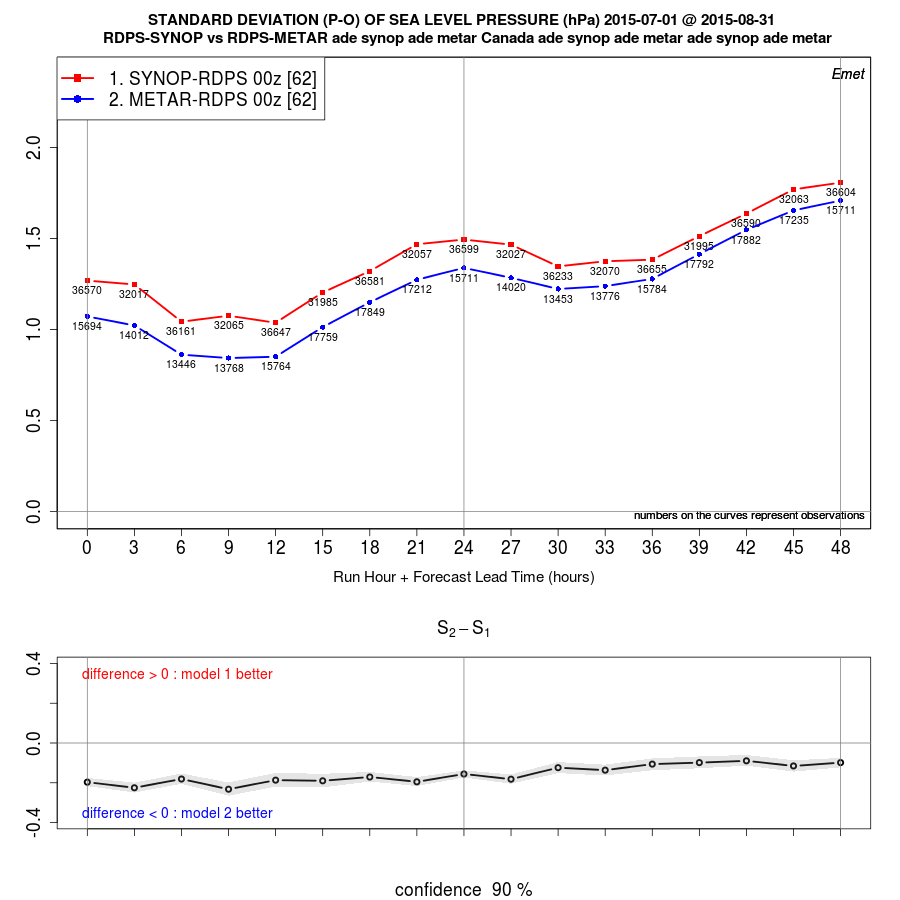 STANDARD DEVIATION (P-O) OF SEA LEVEL PRESSURE (hPa) 2015-07-01 @ 2015-08-31
RDPS-SYNOP vs RDPS-METAR ade synop ade metar Canada ade synop ade metar ade synop ade metar
1. SYNOP-RDPS 00z [62]
2. METAR-RDPS 00z [62]
Emet
2.0
1.5
1.0
0.5
0.0
36570 32017 36161 32065 36647 31985 36581 32057 36599 32027 36233 32070 36655 31995 36590 32063 36604
15694 14012 13446 13768 15764 17759 17849 17212 15711 14020 13453 13776 15784 17792 17882 17235 15711
numbers on the curves represent observations
0 3 6 9 12 15 18 21 24 27 30 33 36 39 42 45 48
Run Hour + Forecast Lead Time (hours)
S2 – S1
0.4
0.0
-0.4
difference > 0 : model 1 better
difference < 0 : model 2 better
confidence 90 %